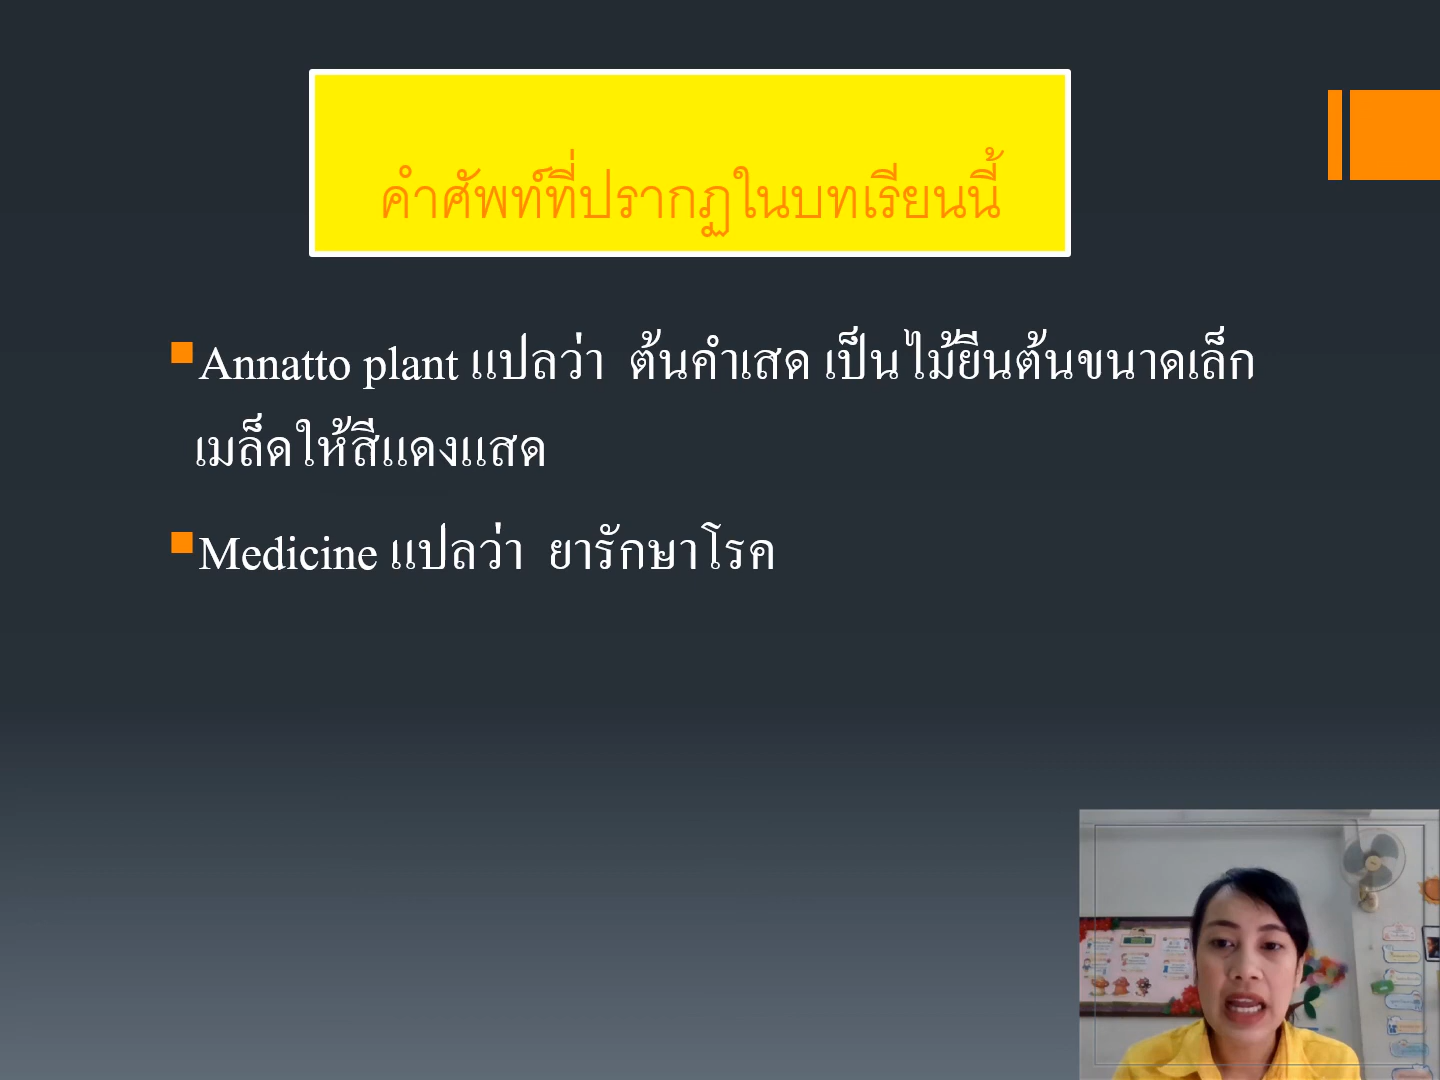 คำศัพท์ที่ปรากฏในบทเรียนนี้
Annatto plant แปลว่า ต้นคำเสด เป็นไม้ยืนต้นขนาดเล็ก
เมล็ดให้สีแดงแสด
Medicine แปลว่า ยารักษาโรค